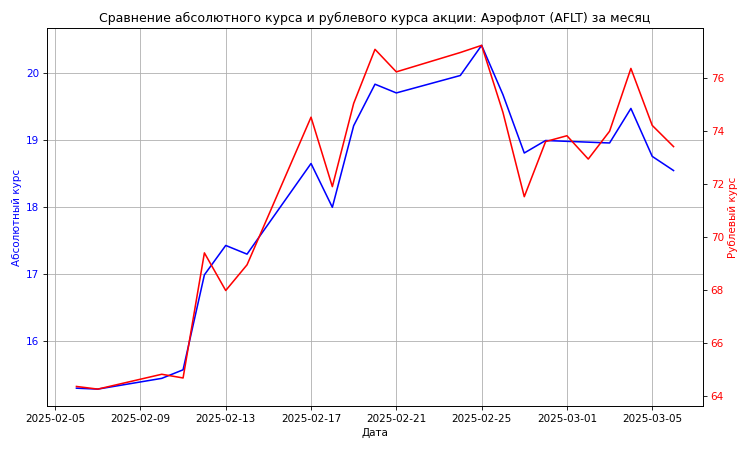 Сравнение абсолютного курса и рублевого курса акции: Аэрофлот (AFLT) за месяц
Абсолютный курс
20
19
18
17
16
Рублевый курс
76
74
72
70
68
66
64
2025-02-05 2025-02-09 2025-02-13 2025-02-17 2025-02-21 2025-02-25 2025-03-01 2025-03-05
Дата